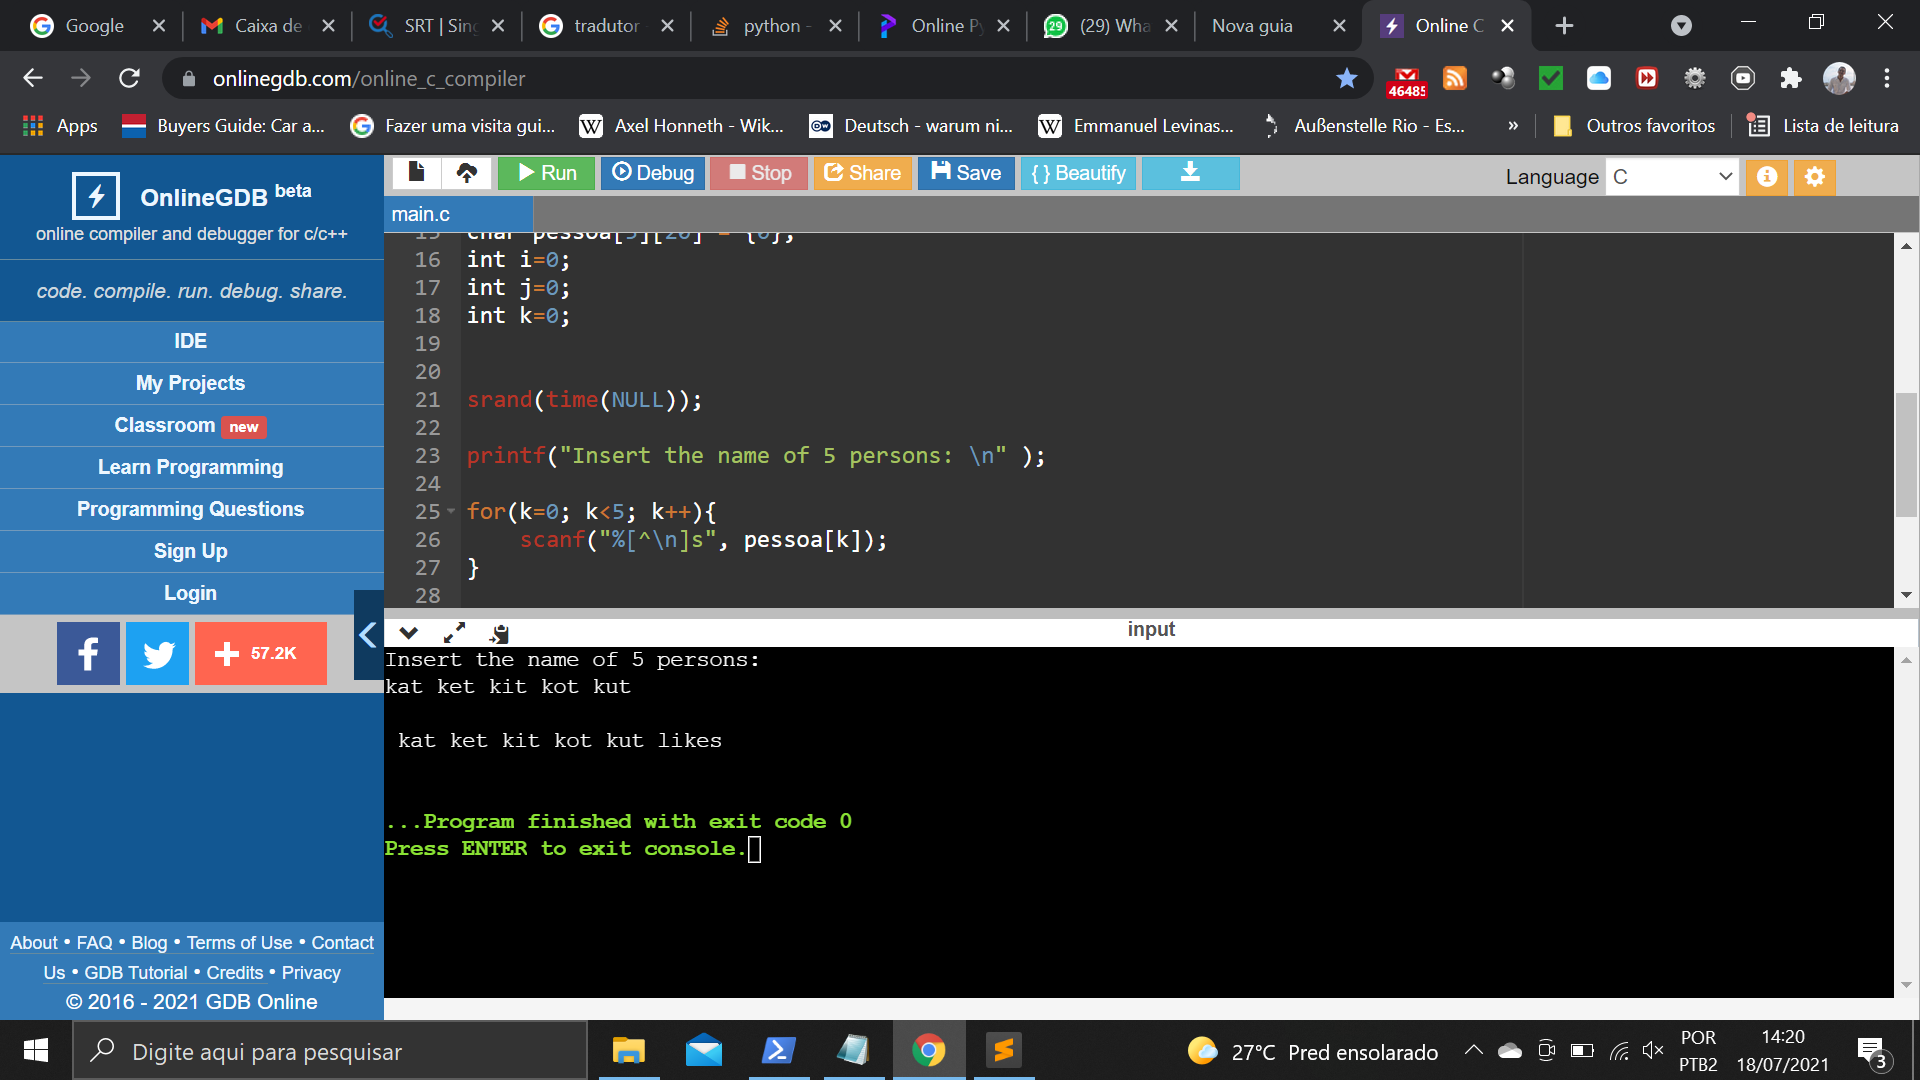 Google
Caixa de
SRT | Sin
tradutor
python -
Online Py
(29) Wha
Nova guia
Online C
onlinegdb.com/online_c_compiler
46485
Apps
Buyers Guide: Car a...
Fazer uma visita gui...
Axel Honneth - Wik...
Deutsch - warum ni...
Emmanuel Levinas...
Außenstelle Rio - Es...
»
Outros favoritos
Lista de leitura
OnlineGDB beta
online compiler and debugger for c/c++
code. compile. run. debug. share.
IDE
My Projects
Classroom new
Learn Programming
Programming Questions
Sign Up
Login
57.2K
About • FAQ • Blog • Terms of Use • Contact
Us • GDB Tutorial • Credits • Privacy
© 2016 - 2021 GDB Online
Run
Debug
Stop
Share
Save
{ } Beautify
Language C
main.c
15 char pessoa[5][20] = {0};
16 int i=0;
17 int j=0;
18 int k=0;
19
20
21 srand(time(NULL));
22
23 printf("Insert the name of 5 persons: \n" );
24
25 for(k=0; k<5; k++){
26     scanf("%[^\n]s", pessoa[k]);
27 }
28
input
Insert the name of 5 persons:
kat ket kit kot kut
kat ket kit kot kut likes
...Program finished with exit code 0
Press ENTER to exit console.
Digite aqui para pesquisar
27°C Pred ensolarado
POR
PTB2
14:20
18/07/2021
3